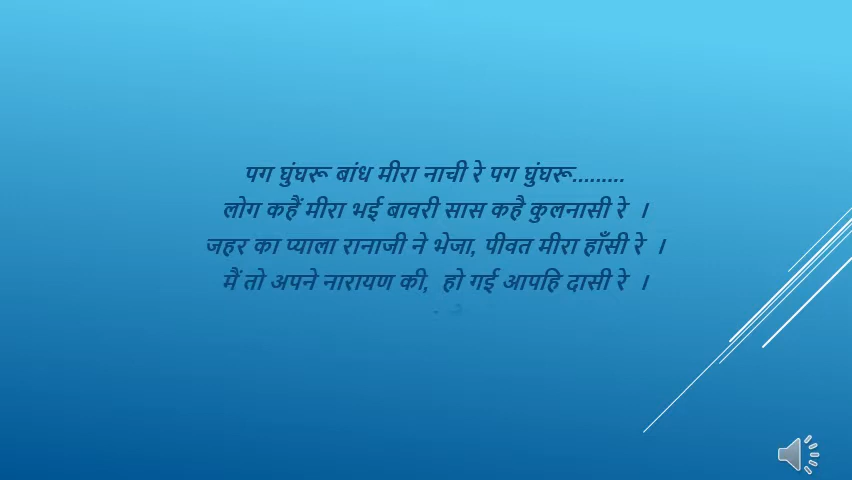 पग घुंघरू बांध मीरा नाची रे पग घुंघरू.........
लोग कहैं मीरा भई बावरी सास कहै कुलनासी रे ।
जहर का प्याला रानाजी ने भेजा, पीवत मीरा हाँसी रे ।
मैं तो अपने नारायण की, हो गई आपहि दासी रे ।